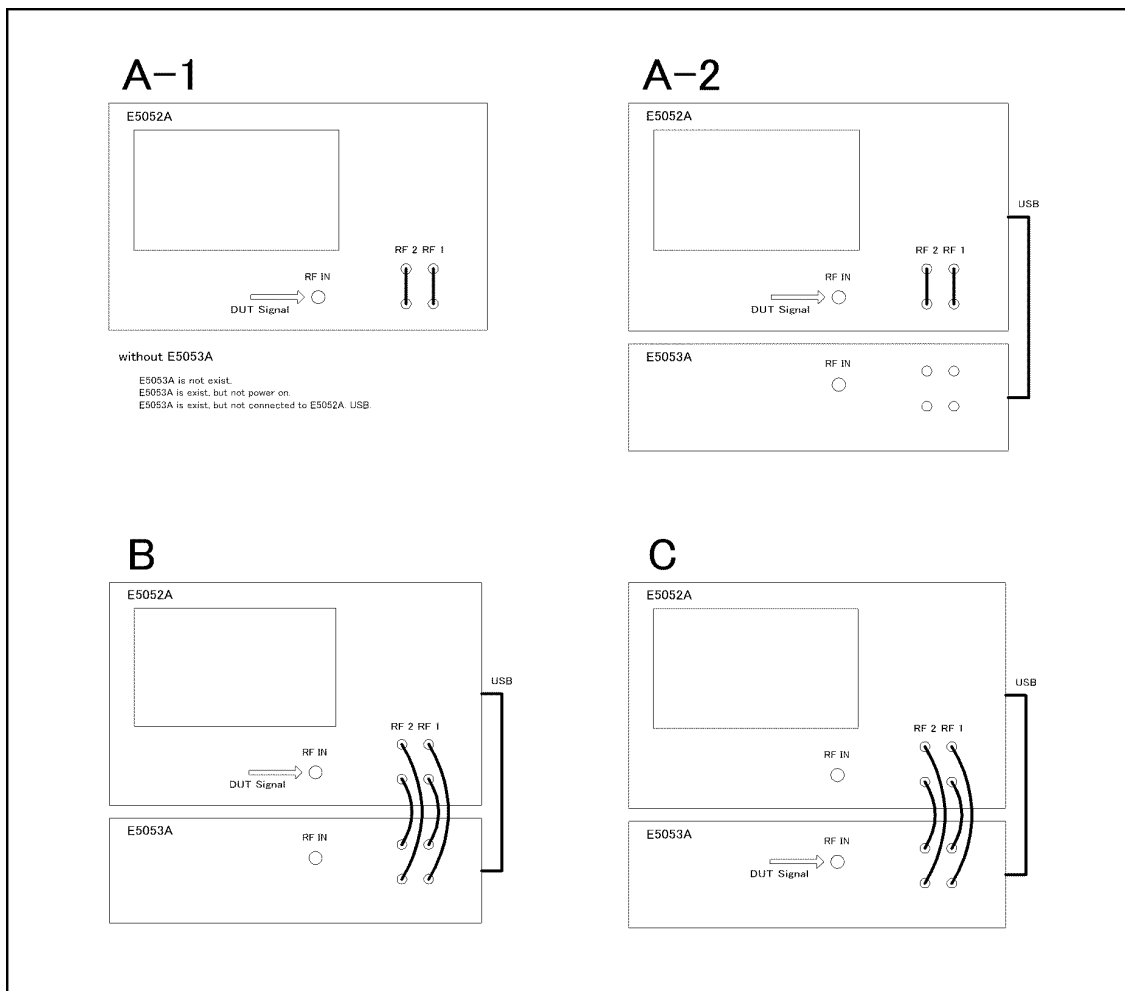 A-1
E5052A
RF 2 RF 1
RF IN
DUT Signal
without E5053A
E5053A is not exist.
E5053A is exist, but not power on.
E5053A is exist, but not connected to E5052A. USB.
A-2
E5052A
USB
RF 2 RF 1
RF IN
DUT Signal
E5053A
RF IN
B
E5052A
USB
RF 2 RF 1
RF IN
DUT Signal
E5053A
RF IN
C
E5052A
USB
RF 2 RF 1
RF IN
E5053A
RF IN
DUT Signal